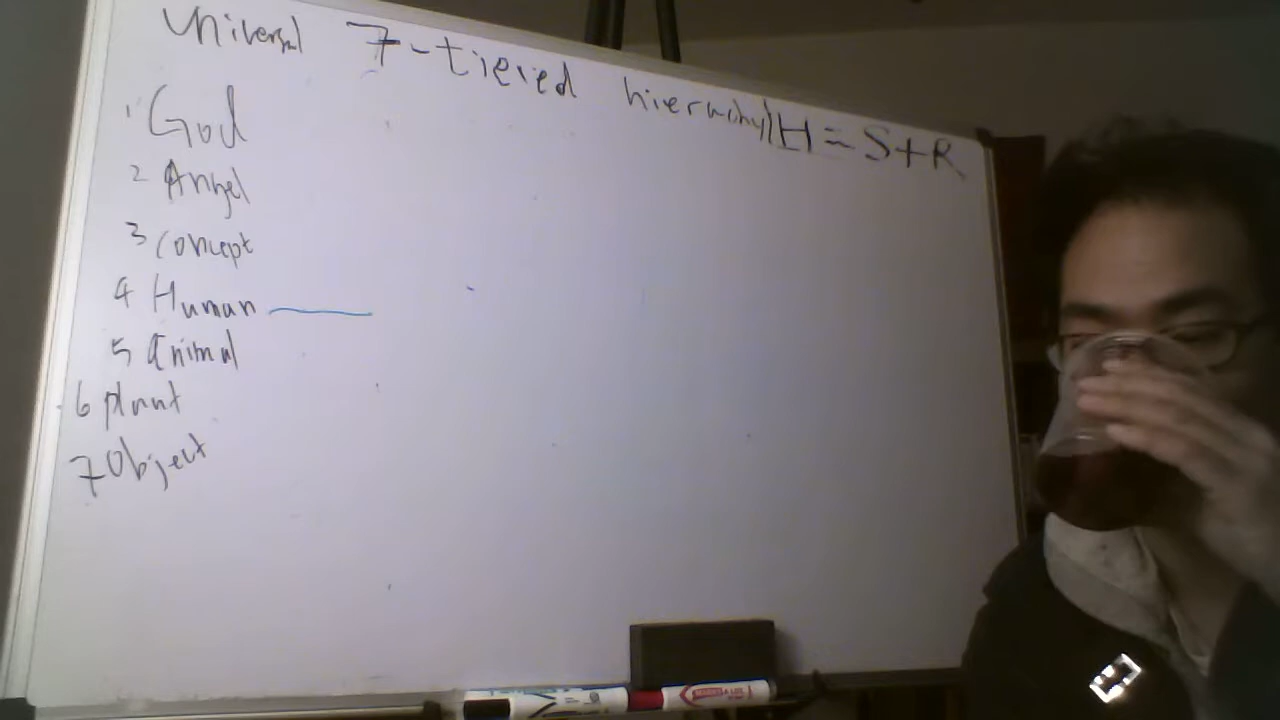 Universal 7-tiered hierarchy H = S+R
1 God
2 Angel
3 concept
4 Human
5 Animal
6 plant
7 Object